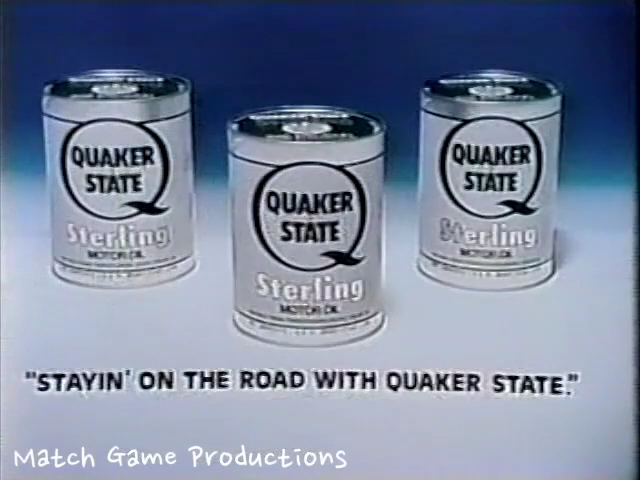 QUAKER
STATE
Sterling
MOTOR OIL
QUAKER
STATE
Sterling
MOTOR OIL
QUAKER
STATE
Sterling
MOTOR OIL
"STAYIN' ON THE ROAD WITH QUAKER STATE."
Match Game Productions